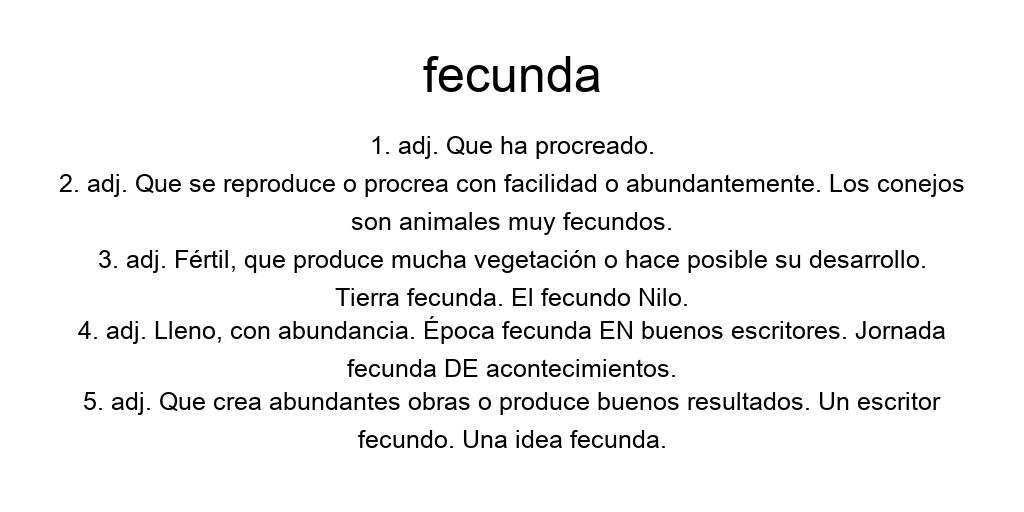 fecunda
1. adj. Que ha procreado.
2. adj. Que se reproduce o procrea con facilidad o abundantemente. Los conejos
son animales muy fecundos.
3. adj. Fértil, que produce mucha vegetación o hace posible su desarrollo.
Tierra fecunda. El fecundo Nilo.
4. adj. Lleno, con abundancia. Época fecunda EN buenos escritores. Jornada
fecunda DE acontecimientos.
5. adj. Que crea abundantes obras o produce buenos resultados. Un escritor
fecundo. Una idea fecunda.